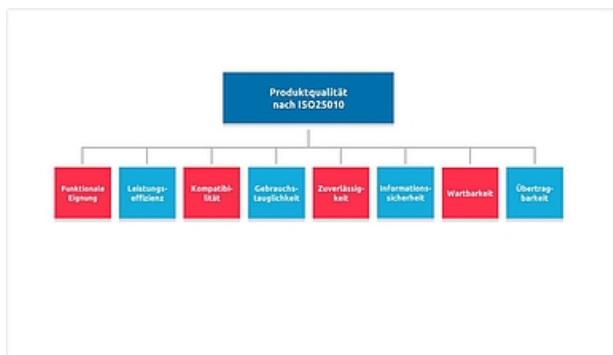 Produktqualität
nach ISO25010
Funktionale
Eignung
Leistungs-
effizienz
Kompatibi-
lität
Gebrauchs-
tauglichkeit
Zuverlässig-
keit
Informations-
sicherheit
Wartbarkeit
Übertrag-
barkeit